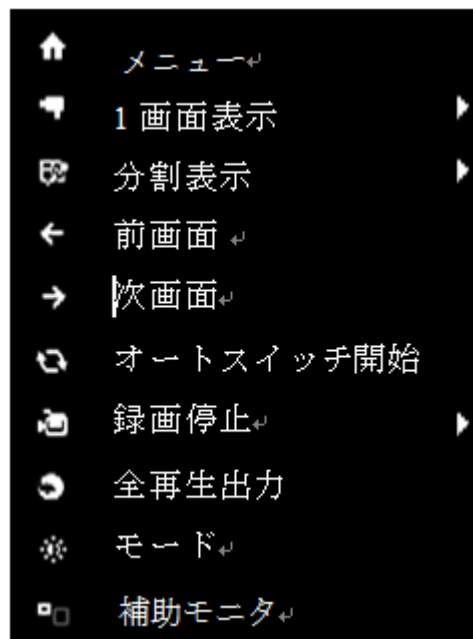 メニュー
1 画面表示
分割表示
前画面
次画面
オートスイッチ開始
録画停止
全再生出力
モード
補助モニタ